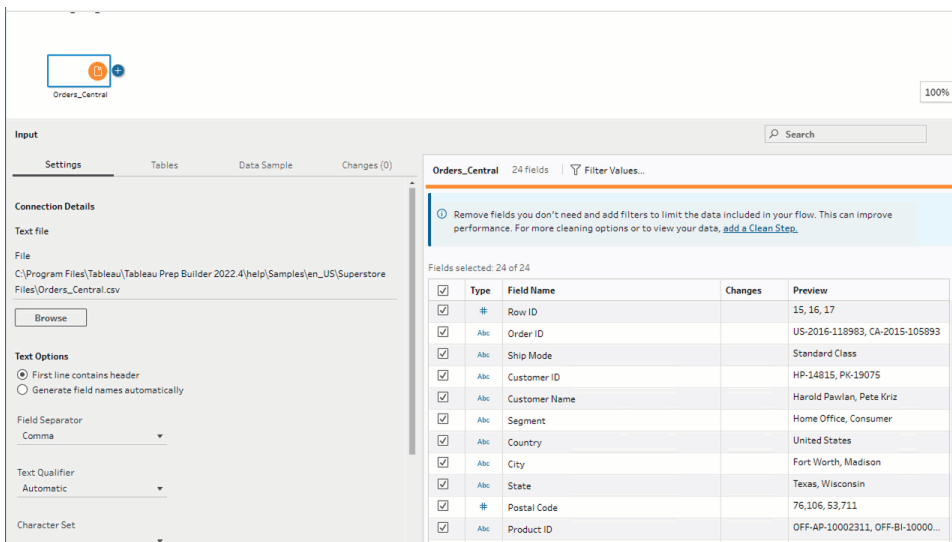 Orders_Central
100%
Input
Search
Settings Tables Data Sample Changes (0)
Orders_Central 24 fields Filter Values...
Connection Details
Text file
File
C:\Program Files\Tableau\Tableau Prep Builder 2022.4\help\Samples\en_US\Superstore
Files\Orders_Central.csv
Browse
Text Options
First line contains header
Generate field names automatically
Field Separator
Comma
Text Qualifier
Automatic
Character Set
Remove fields you don't need and add filters to limit the data included in your flow. This can improve
performance. For more cleaning options or to view your data, add a Clean Step.
Fields selected: 24 of 24
Type Field Name Changes Preview
# Row ID 15, 16, 17
Abc Order ID US-2016-118983, CA-2015-105893
Abc Ship Mode Standard Class
Abc Customer ID HP-14815, PK-19075
Abc Customer Name Harold Pawlan, Pete Kriz
Abc Segment Home Office, Consumer
Abc Country United States
Abc City Fort Worth, Madison
Abc State Texas, Wisconsin
# Postal Code 76,106, 53,711
Abc Product ID OFF-AP-10002311, OFF-BI-10000...